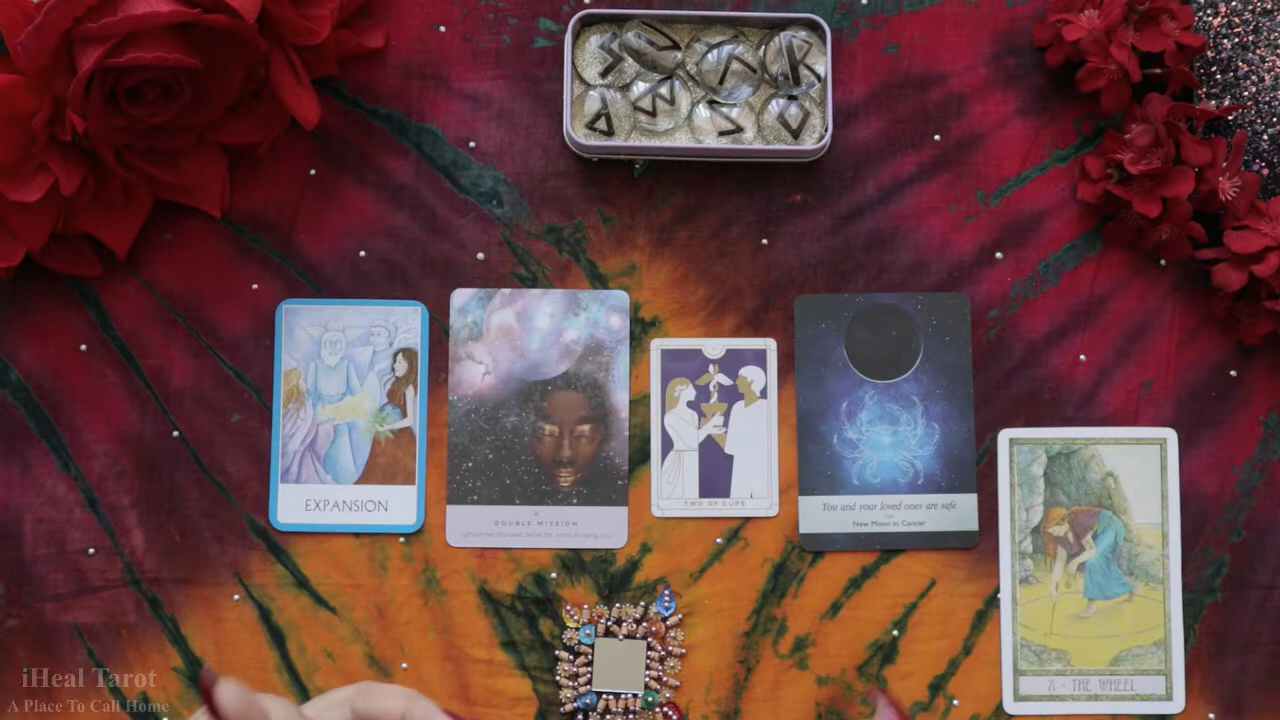 EXPANSION
DOUBLE MISSION
TWO OF CUPS
You and your loved ones are safe
New Moon in Cancer
X - THE WHEEL
iHeal Tarot
A Place To Call Home